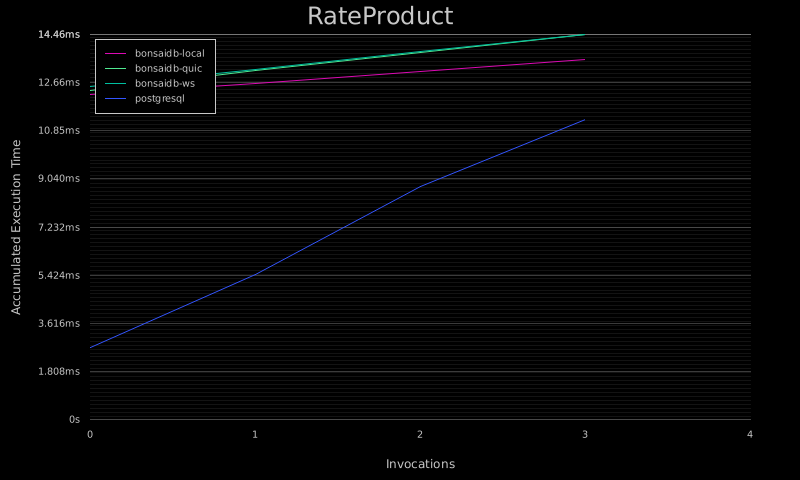 RateProduct
14.46ms
12.66ms
10.85ms
9.040ms
7.232ms
5.424ms
3.616ms
1.808ms
0s
Accumulated Execution Time
bonsaidb-local
bonsaidb-quic
bonsaidb-ws
postgresql
0 1 2 3 4
Invocations